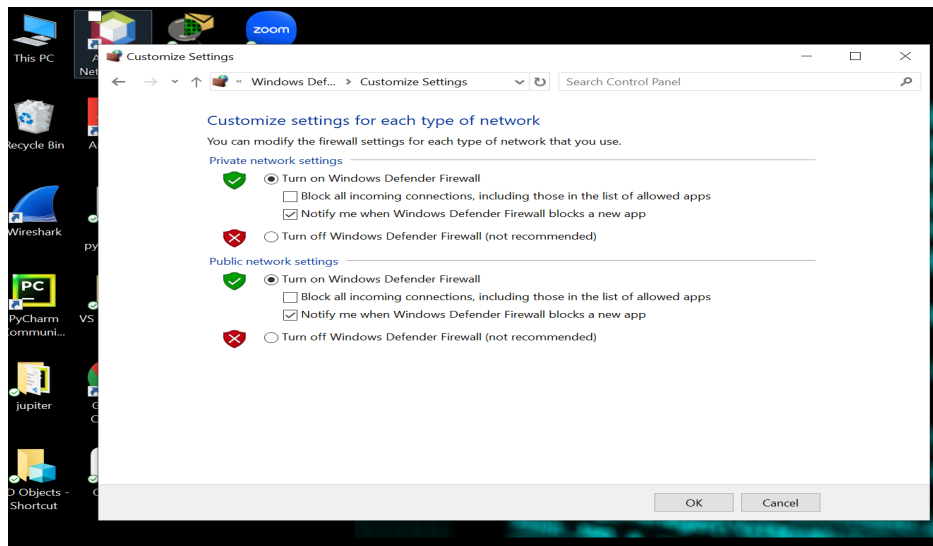 zoom
This PC
A
Net
Customize Settings
« Windows Def... > Customize Settings
Search Control Panel
Customize settings for each type of network
You can modify the firewall settings for each type of network that you use.
Private network settings
Turn on Windows Defender Firewall
Block all incoming connections, including those in the list of allowed apps
Notify me when Windows Defender Firewall blocks a new app
Turn off Windows Defender Firewall (not recommended)
Public network settings
Turn on Windows Defender Firewall
Block all incoming connections, including those in the list of allowed apps
Notify me when Windows Defender Firewall blocks a new app
Turn off Windows Defender Firewall (not recommended)
OK Cancel
Recycle Bin
A
Wireshark
py
PC
PyCharm
Communi...
VS
jupiter
G
C
D Objects -
Shortcut